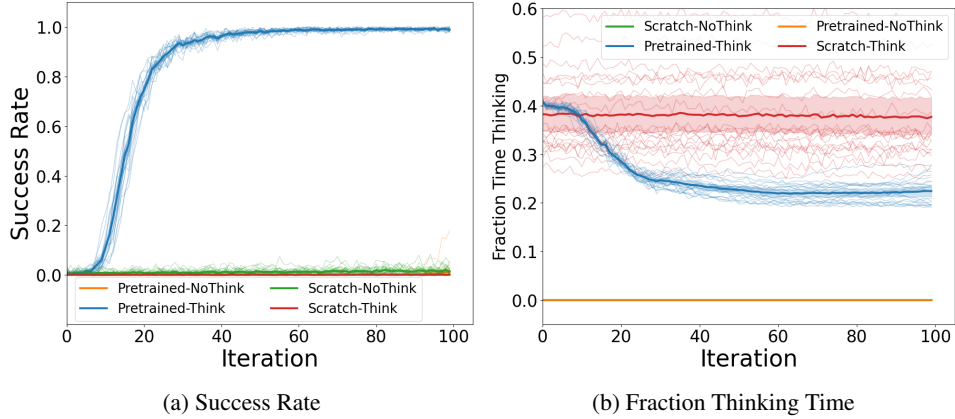 Success Rate
1.0
0.8
0.6
0.4
0.2
0.0
Pretrained-NoThink
Pretrained-Think
Scratch-NoThink
Scratch-Think
0 20 40 60 80 100
Iteration
(a) Success Rate
Fraction Time Thinking
0.6
0.5
0.4
0.3
0.2
0.1
0.0
Scratch-NoThink
Pretrained-Think
Pretrained-NoThink
Scratch-Think
0 20 40 60 80 100
Iteration
(b) Fraction Thinking Time